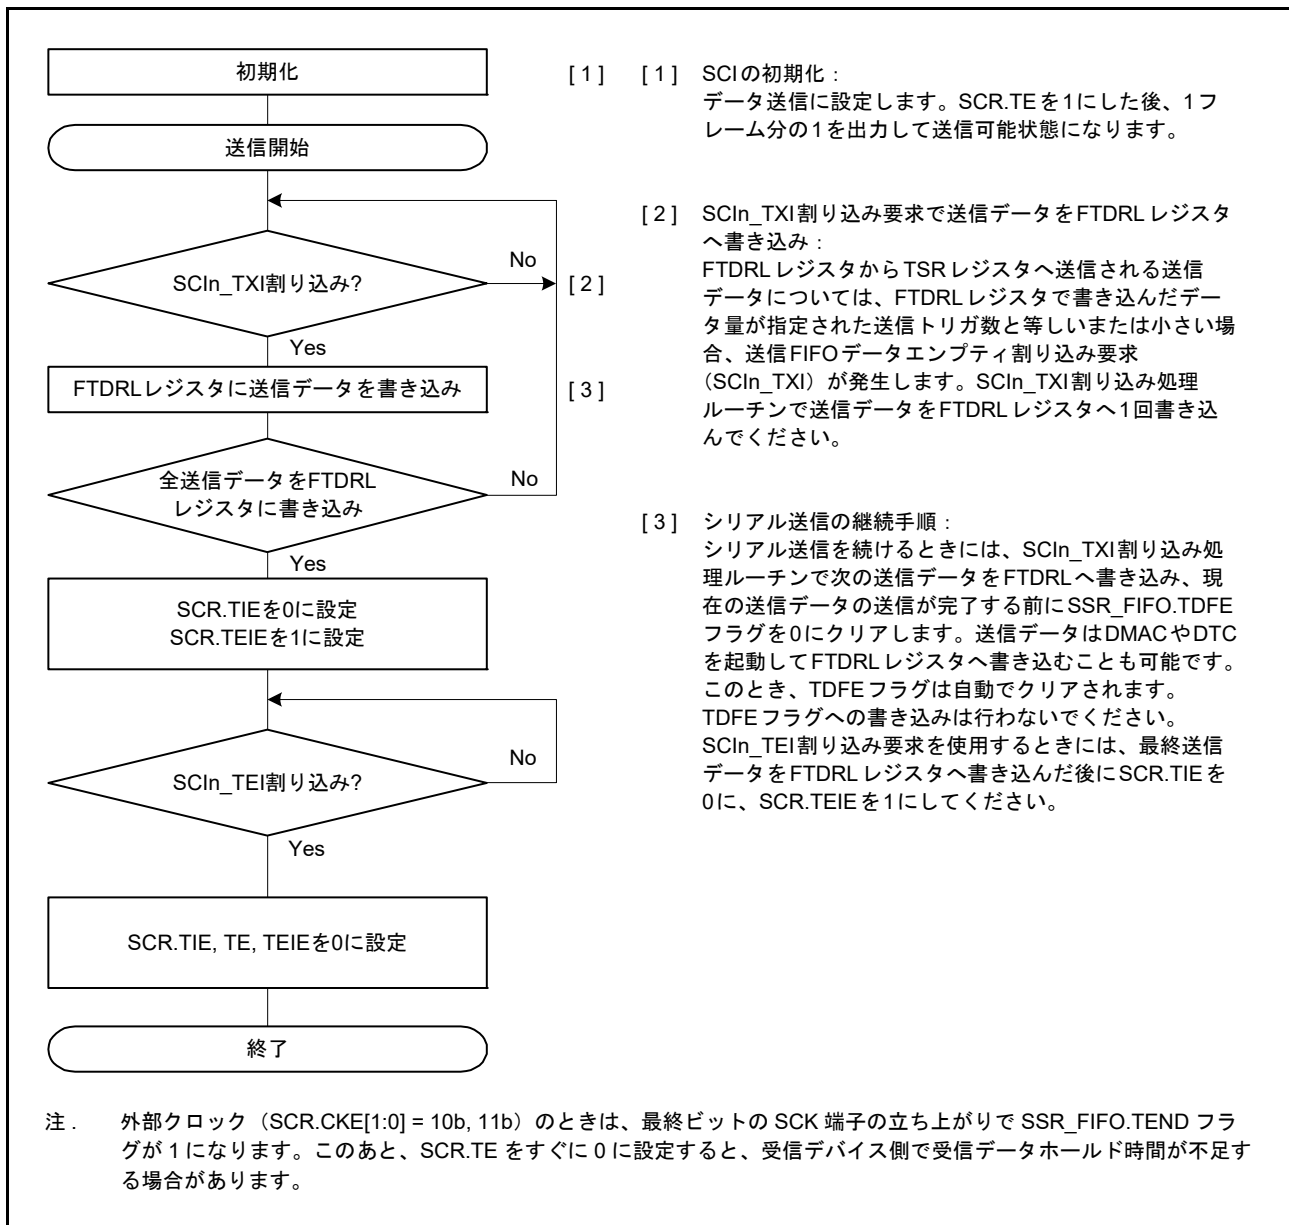 初期化
[ 1 ]
送信開始
SCIn_TXI割り込み?
No
[ 2 ]
Yes
FTDRLレジスタに送信データを書き込み
[ 3 ]
全送信データをFTDRL
レジスタに書き込み
No
Yes
SCR.TIEを0に設定
SCR.TEIEを1に設定
SCIn_TEI割り込み?
No
Yes
SCR.TIE, TE, TEIEを0に設定
終了
[ 1 ] SCIの初期化：
データ送信に設定します。SCR.TEを1にした後、1フ
レーム分の1を出力して送信可能状態になります。
[ 2 ] SCIn_TXI割り込み要求で送信データをFTDRLレジスタ
へ書き込み：
FTDRLレジスタからTSRレジスタへ送信される送信
データについては、FTDRLレジスタで書き込んだデー
タ量が指定された送信トリガ数と等しいまたは小さい場
合、送信FIFOデータエンプティ割り込み要求
（SCIn_TXI）が発生します。SCIn_TXI割り込み処理
ルーチンで送信データをFTDRLレジスタへ1回書き込
んでください。
[ 3 ] シリアル送信の継続手順：
シリアル送信を続けるときには、SCIn_TXI割り込み処
理ルーチンで次の送信データをFTDRLへ書き込み、現
在の送信データの送信が完了する前にSSR_FIFO.TDFE
フラグを0にクリアします。送信データはDMACやDTC
を起動してFTDRLレジスタへ書き込むことも可能です。
このとき、TDFEフラグは自動でクリアされます。
TDFEフラグへの書き込みは行わないでください。
SCIn_TEI割り込み要求を使用するときには、最終送信
データをFTDRLレジスタへ書き込んだ後にSCR.TIEを
0に、SCR.TEIEを1にしてください。
注 . 外部クロック（SCR.CKE[1:0] = 10b, 11b）のときは、最終ビットの SCK 端子の立ち上がりで SSR_FIFO.TEND フラ
グが 1 になります。このあと、SCR.TE をすぐに 0 に設定すると、受信デバイス側で受信データホールド時間が不足す
る場合があります。